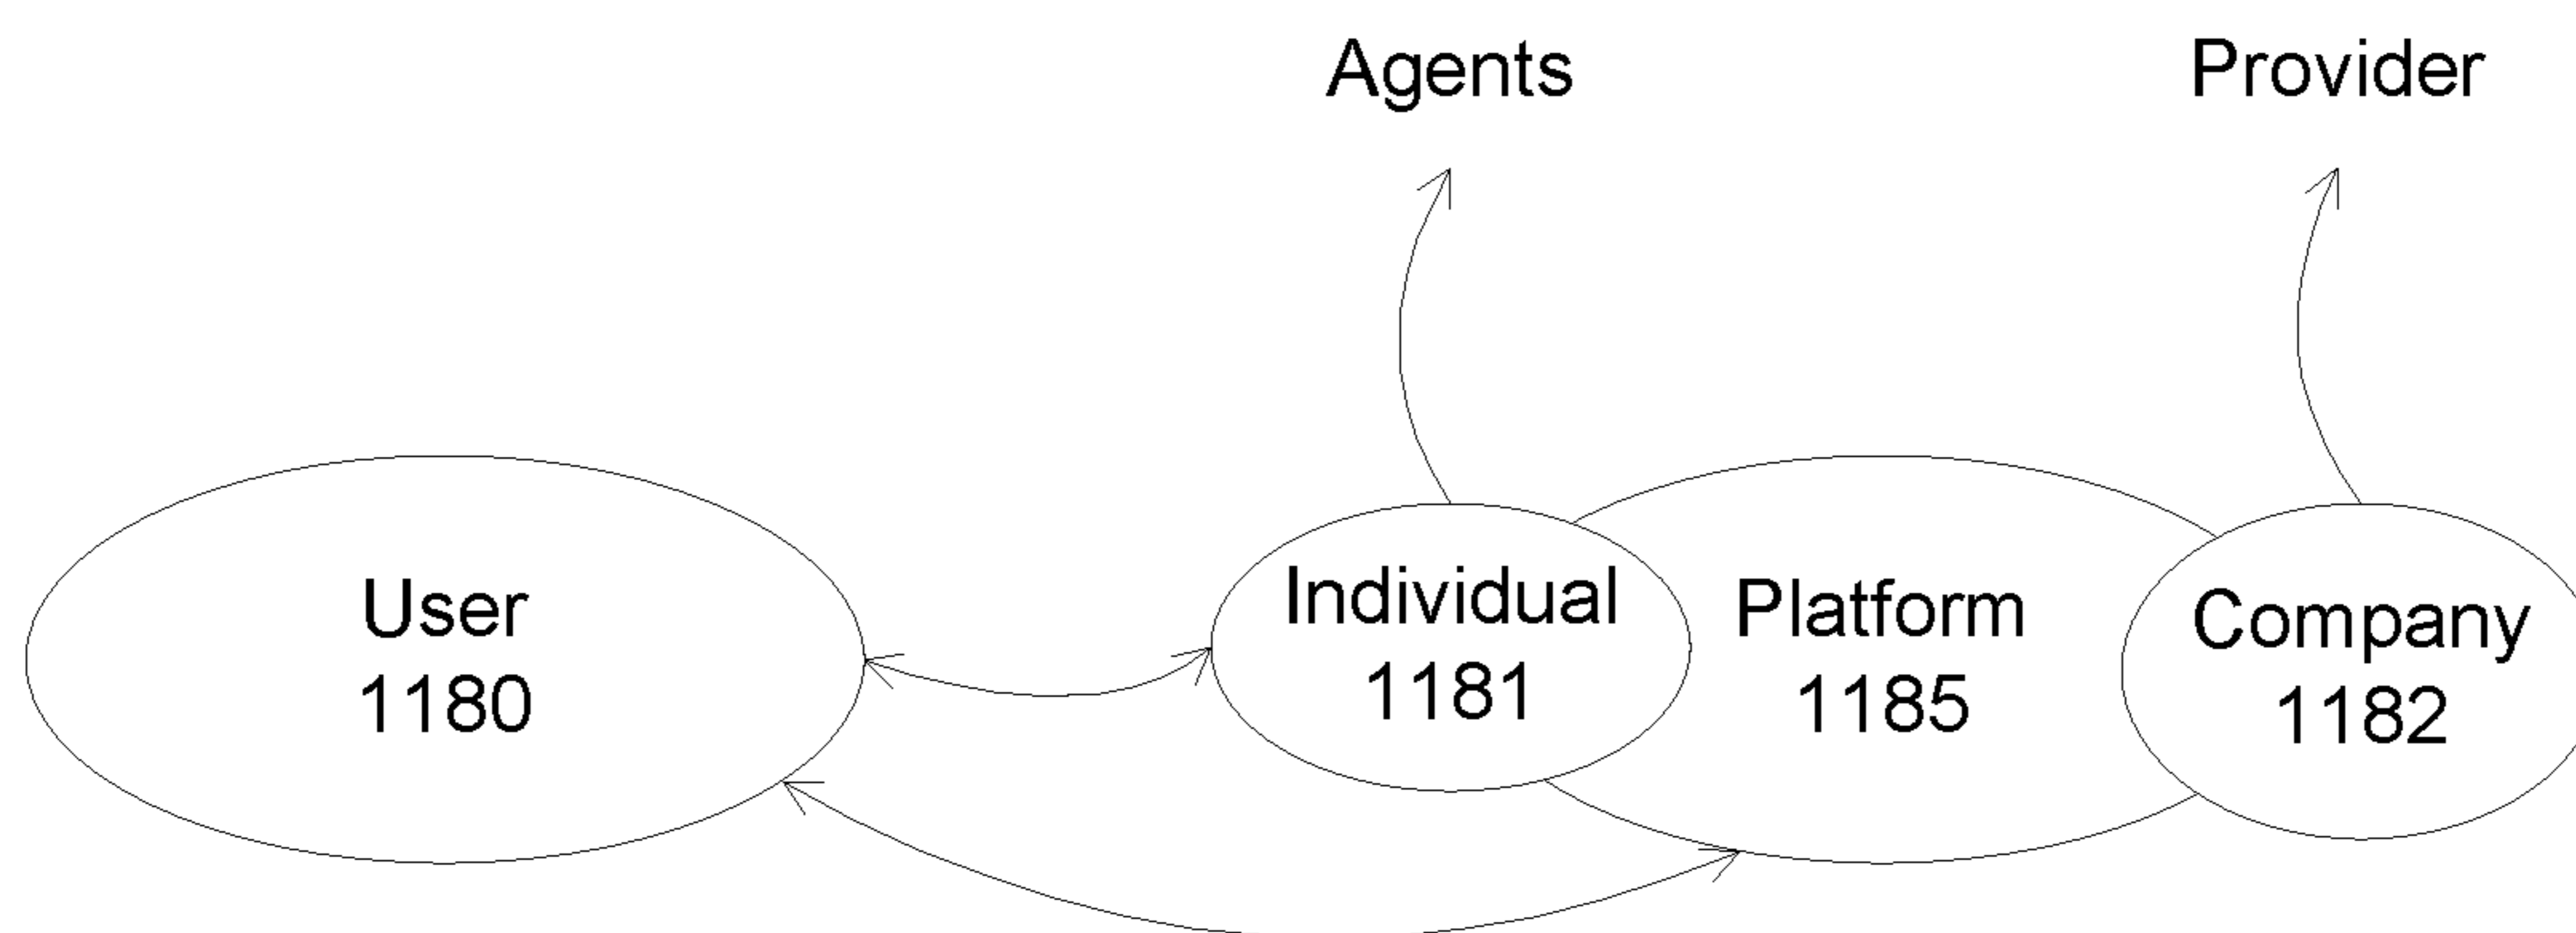 Agents
Provider
User
1180
Individual
1181
Platform
1185
Company
1182